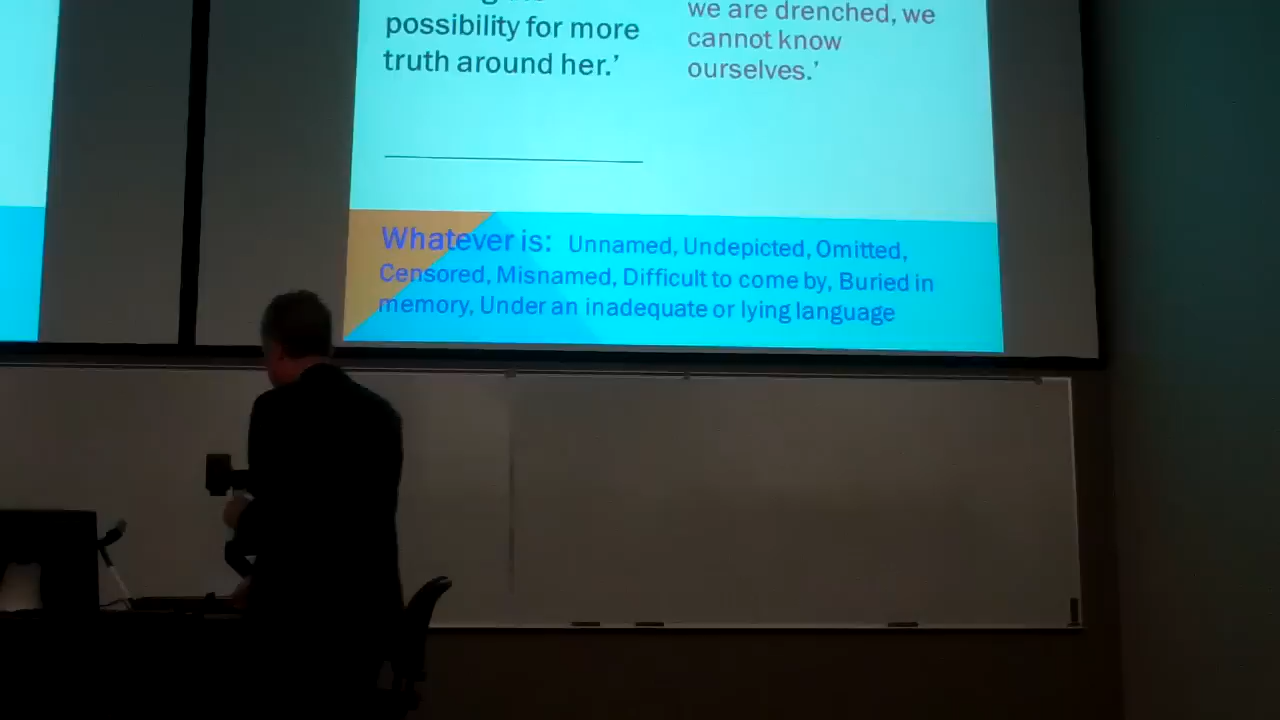 possibility for more
truth around her.’
we are drenched, we
cannot know
ourselves.’
Whatever is: Unnamed, Undepicted, Omitted,
Censored, Misnamed, Difficult to come by, Buried in
memory, Under an inadequate or lying language